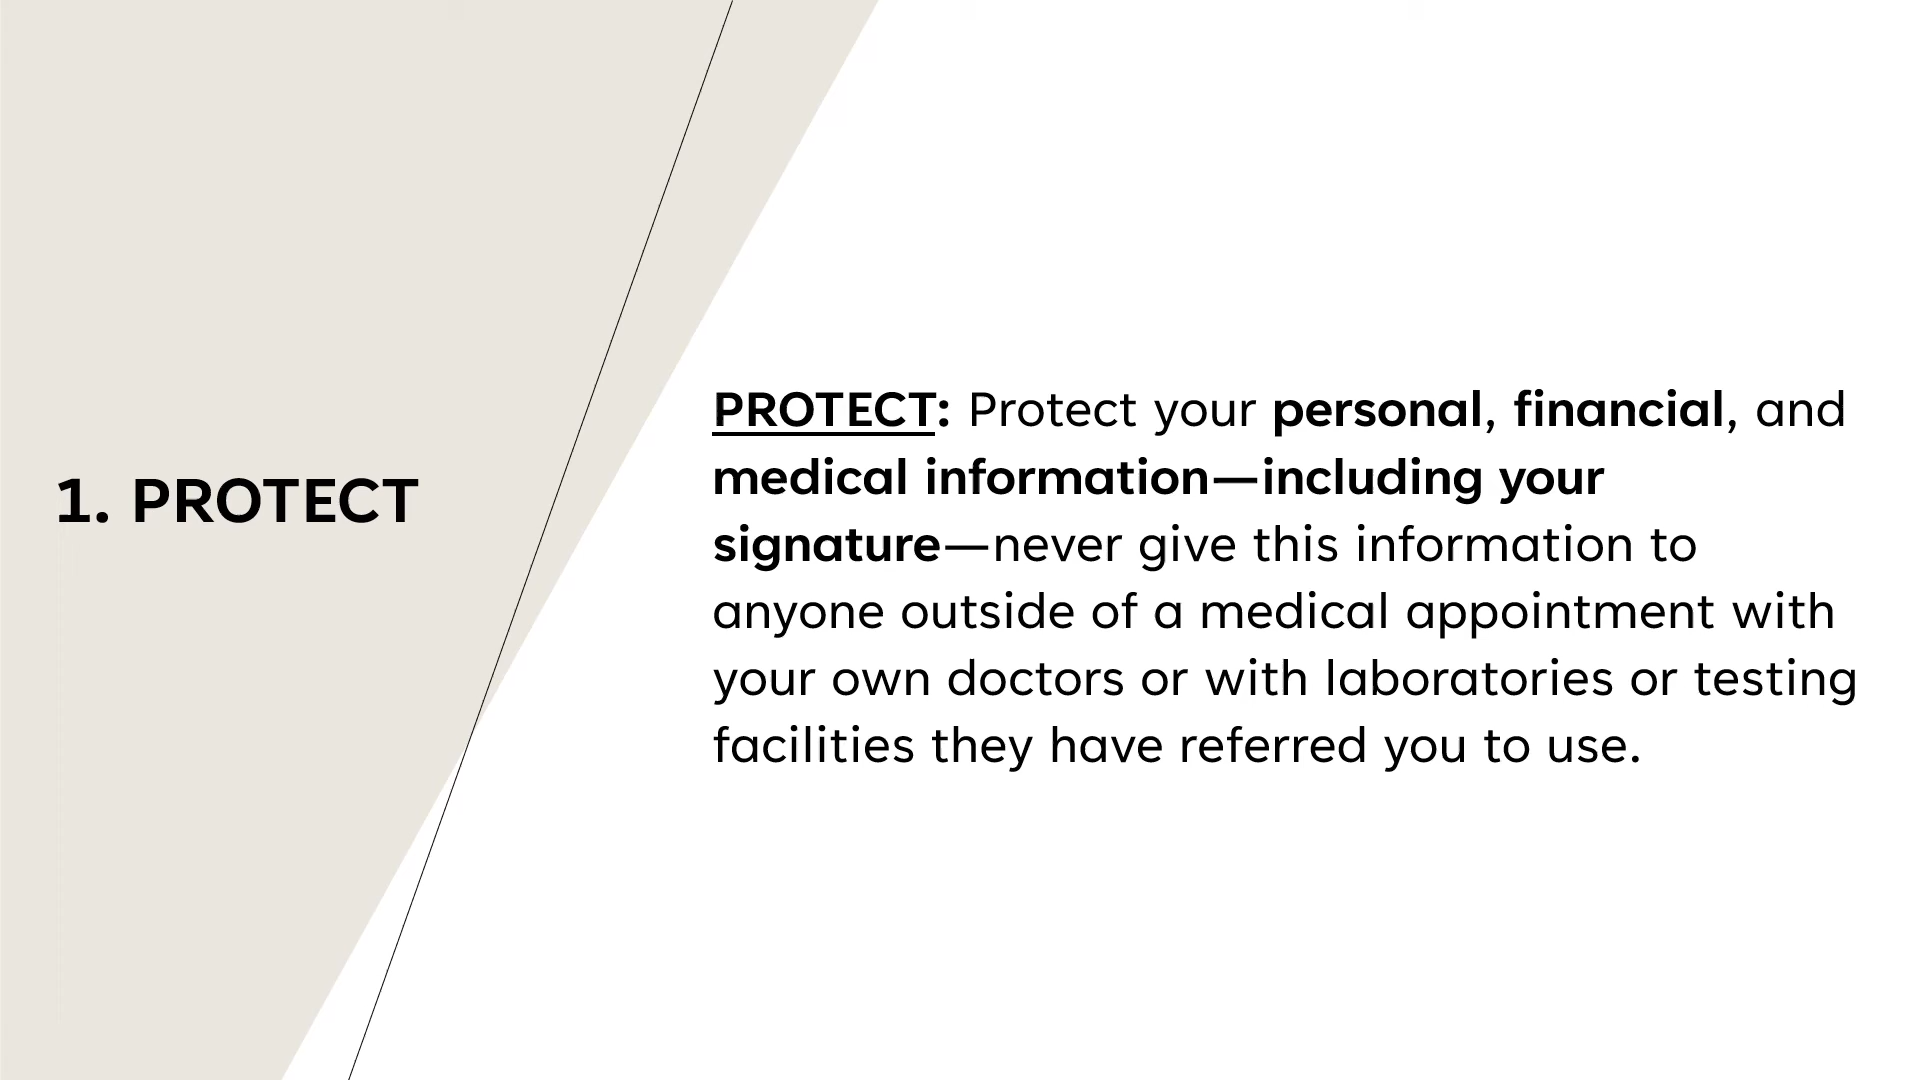 1. PROTECT
PROTECT: Protect your personal, financial, and
medical information—including your
signature—never give this information to
anyone outside of a medical appointment with
your own doctors or with laboratories or testing
facilities they have referred you to use.